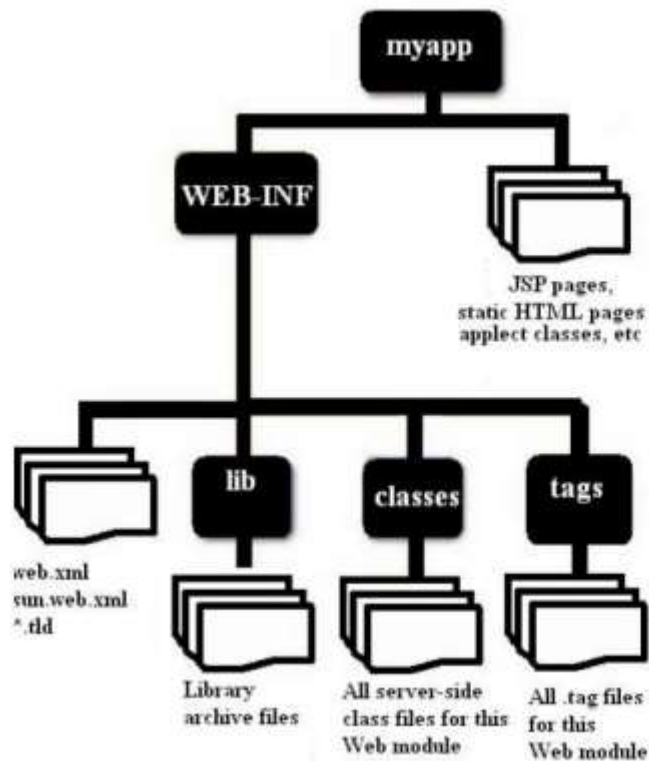 myapp
WEB-INF
JSP pages,
static HTML pages
applect classes, etc
lib
classes
tags
web.xml
sun.web.xml
*.tld
Library
archive files
All server-side
class files for this
Web module
All .tag files
for this
Web module